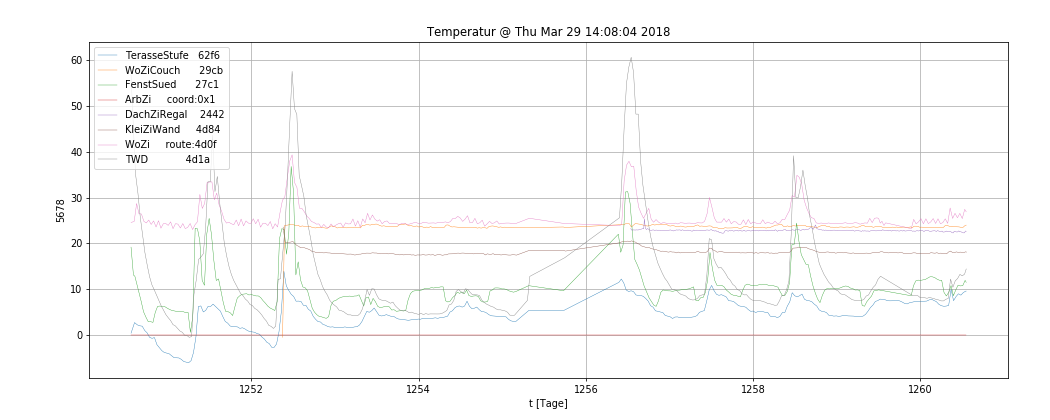 Temperatur @ Thu Mar 29 14:08:04 2018
TerasseStufe 62f6
WoZiCouch 29cb
FenstSued 27c1
ArbZi coord:0x1
DachZiRegal 2442
KleiZiWand 4d84
WoZi route:4d0f
TWD 4d1a
60
50
40
30
20
10
0
5678
1252 1254 1256 1258 1260
t [Tage]